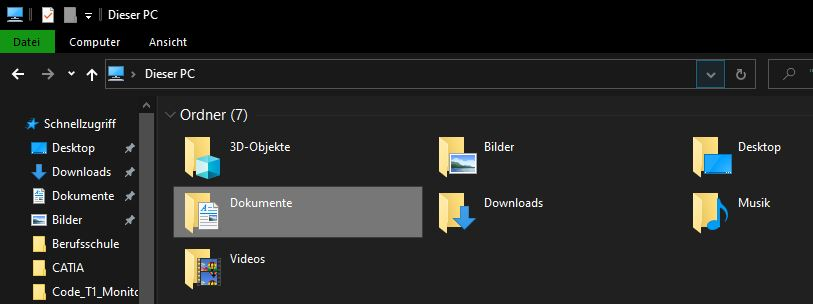 Dieser PC
Datei Computer Ansicht
Dieser PC
Schnellzugriff
Desktop
Downloads
Dokumente
Bilder
Berufsschule
CATIA
Code_T1_Monito
Ordner (7)
3D-Objekte
Bilder
Desktop
Dokumente
Downloads
Musik
Videos